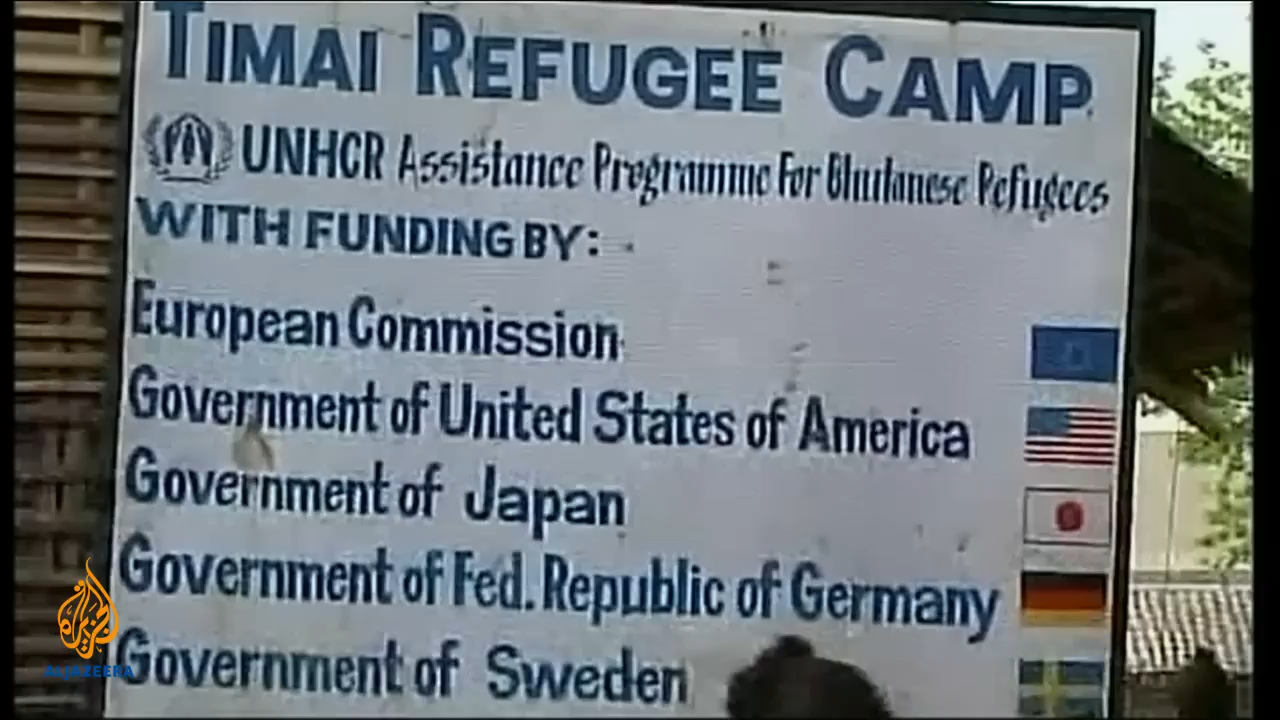 TIMAI REFUGEE CAMP
UNHCR Assistance Programme For Bhutanese Refugees
WITH FUNDING BY:
European Commission
Government of United States of America
Government of Japan
Government of Fed. Republic of Germany
Government of Sweden
الجزيرة
ALJAZEERA